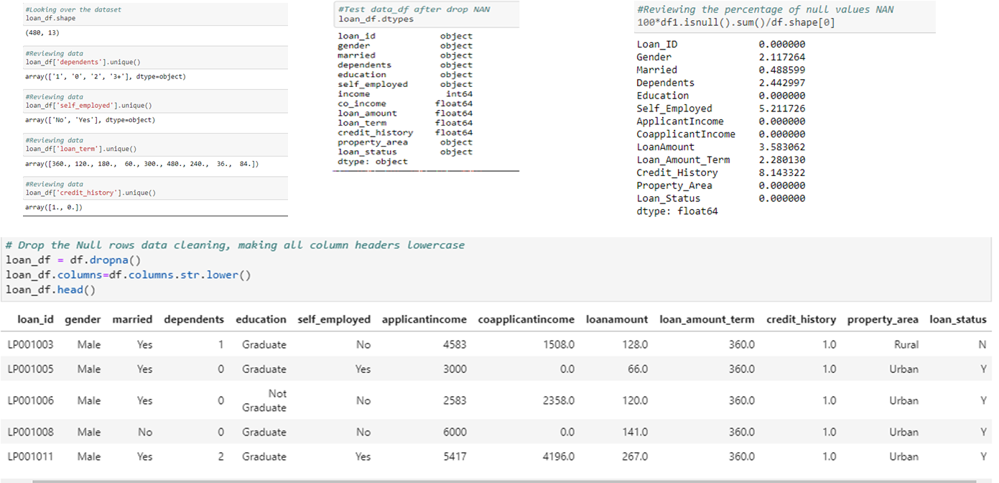 #Looking over the dataset
loan_df.shape
(480, 13)
#Reviewing data
loan_df['dependents'].unique()
array(['1', '0', '2', '3+'], dtype=object)
#Reviewing data
loan_df['self_employed'].unique()
array(['No', 'Yes'], dtype=object)
#Reviewing data
loan_df['loan_term'].unique()
array([360., 120., 180.,  60., 300., 480., 240.,  36.,  84.])
#Reviewing data
loan_df['credit_history'].unique()
array([1., 0.])
#Test data_df after drop NAN
loan_df.dtypes
loan_id object
gender object
married object
dependents object
education object
self_employed object
income int64
co_income float64
loan_amount float64
loan_term float64
credit_history float64
property_area object
loan_status object
dtype: object
#Reviewing the percentage of null values NAN
100*df1.isnull().sum()/df.shape[0]
Loan_ID 0.000000
Gender 2.117264
Married 0.488599
Dependents 2.442997
Education 0.000000
Self_Employed 5.211726
ApplicantIncome 0.000000
CoapplicantIncome 0.000000
LoanAmount 3.583062
Loan_Amount_Term 2.280130
Credit_History 8.143322
Property_Area 0.000000
Loan_Status 0.000000
dtype: float64
# Drop the Null rows data cleaning, making all column headers lowercase
loan_df = df.dropna()
loan_df.columns=df.columns.str.lower()
loan_df.head()
loan_id gender married dependents education self_employed applicantincome coapplicantincome loanamount loan_amount_term credit_history property_area loan_status
LP001003 Male Yes 1 Graduate No 4583 1508.0 128.0 360.0 1.0 Rural N
LP001005 Male Yes 0 Graduate Yes 3000 0.0 66.0 360.0 1.0 Urban Y
LP001006 Male Yes 0 Not Graduate No 2583 2358.0 120.0 360.0 1.0 Urban Y
LP001008 Male No 0 Graduate No 6000 0.0 141.0 360.0 1.0 Urban Y
LP001011 Male Yes 2 Graduate Yes 5417 4196.0 267.0 360.0 1.0 Urban Y